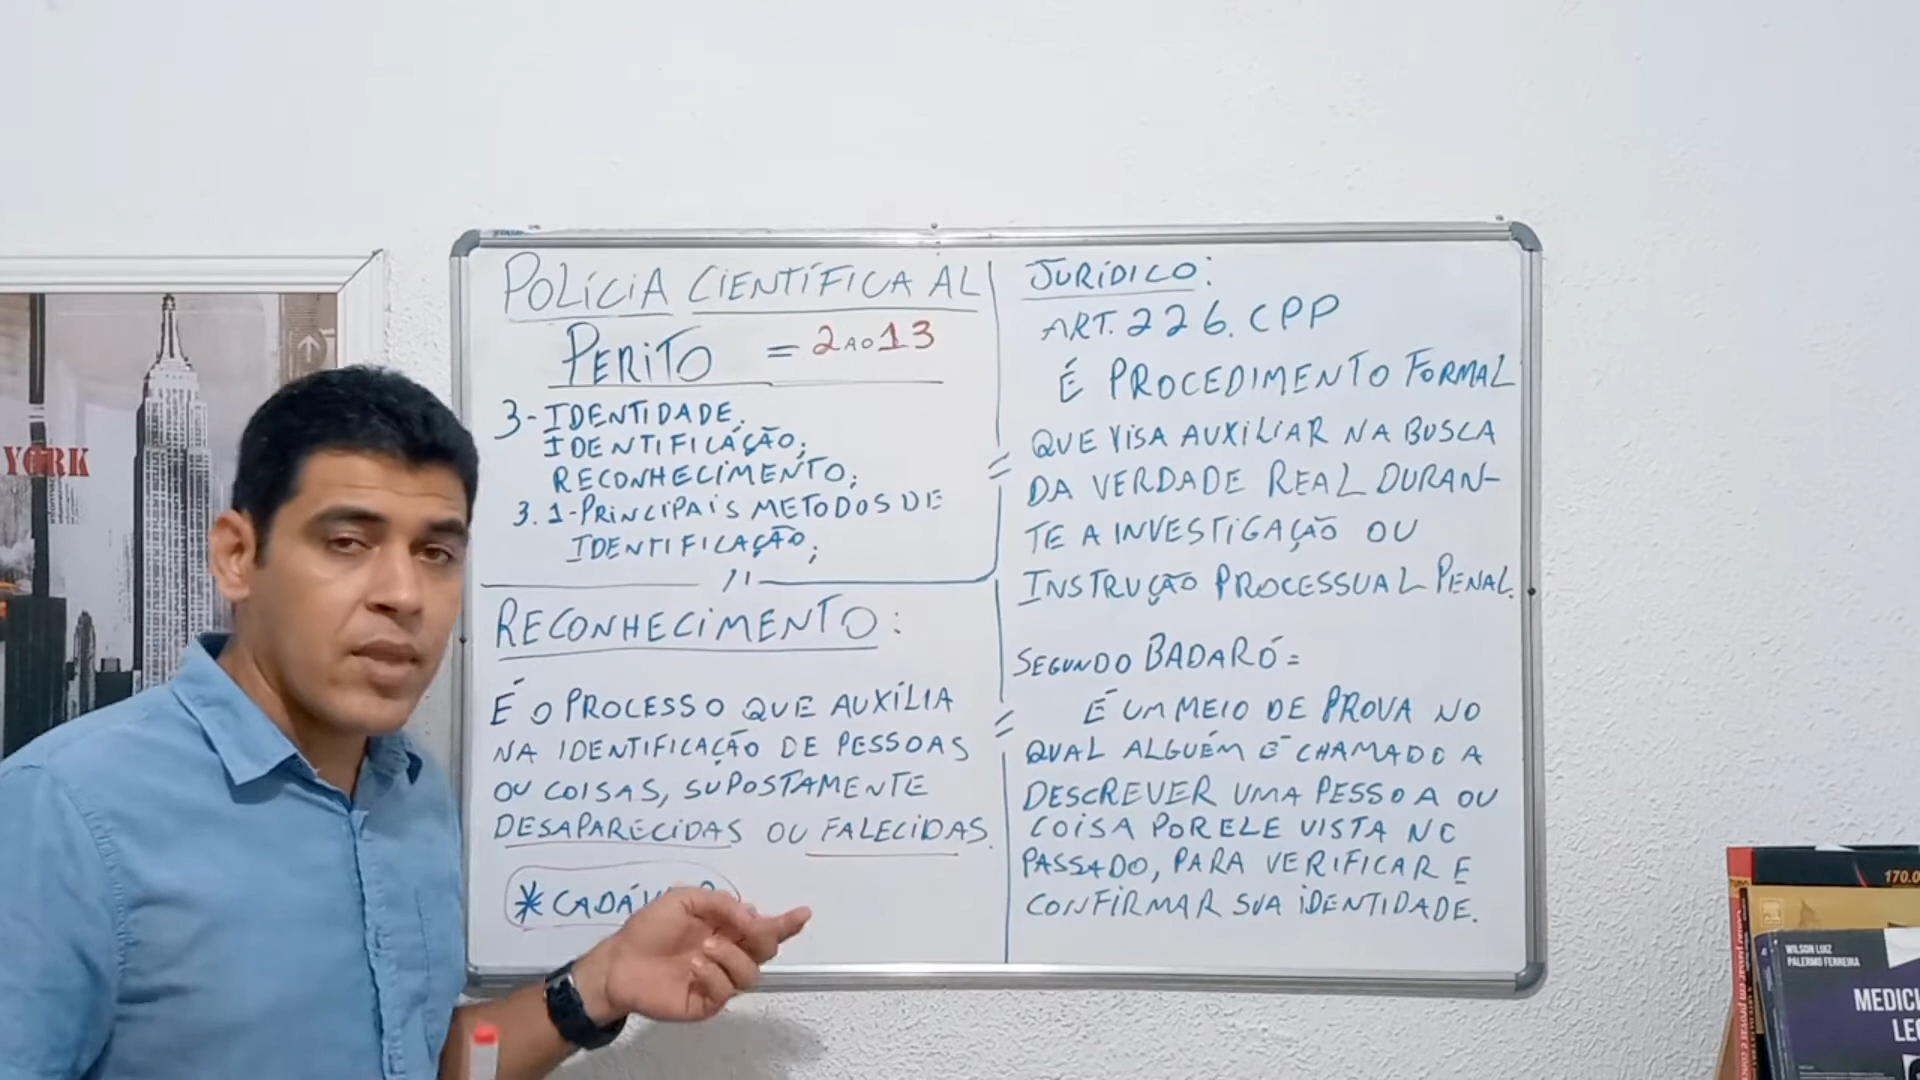 POLÍCIA CIENTÍFICA AL
PERITO = 2 AO 13
3-IDENTIDADE.
IDENTIFICAÇÃO;
RECONHECIMENTO;
3.1-PRINCIPAIS METODOS DE
IDENTIFICAÇÃO;
RECONHECIMENTO:
É O PROCESSO QUE AUXÍLIA
NA IDENTIFICAÇÃO DE PESSOAS
OU COISAS, SUPOSTAMENTE
DESAPARECIDAS OU FALECIDAS.
JURÍDICO:
ART. 226. CPP
É PROCEDIMENTO FORMAL
QUE VISA AUXILIAR NA BUSCA
DA VERDADE REAL DURAN-
TE A INVESTIGAÇÃO OU
INSTRUÇÃO PROCESSUAL PENAL.
SEGUNDO BADARÓ=
É UM MEIO DE PROVA NO
QUAL ALGUÉM É CHAMADO A
DESCREVER UMA PESSOA OU
COISA POR ELE VISTA NO
PASSADO, PARA VERIFICAR E
CONFIRMAR SUA IDENTIDADE.
YORK
170.0
WILSON LUIZ
PALERMO FERREIRA